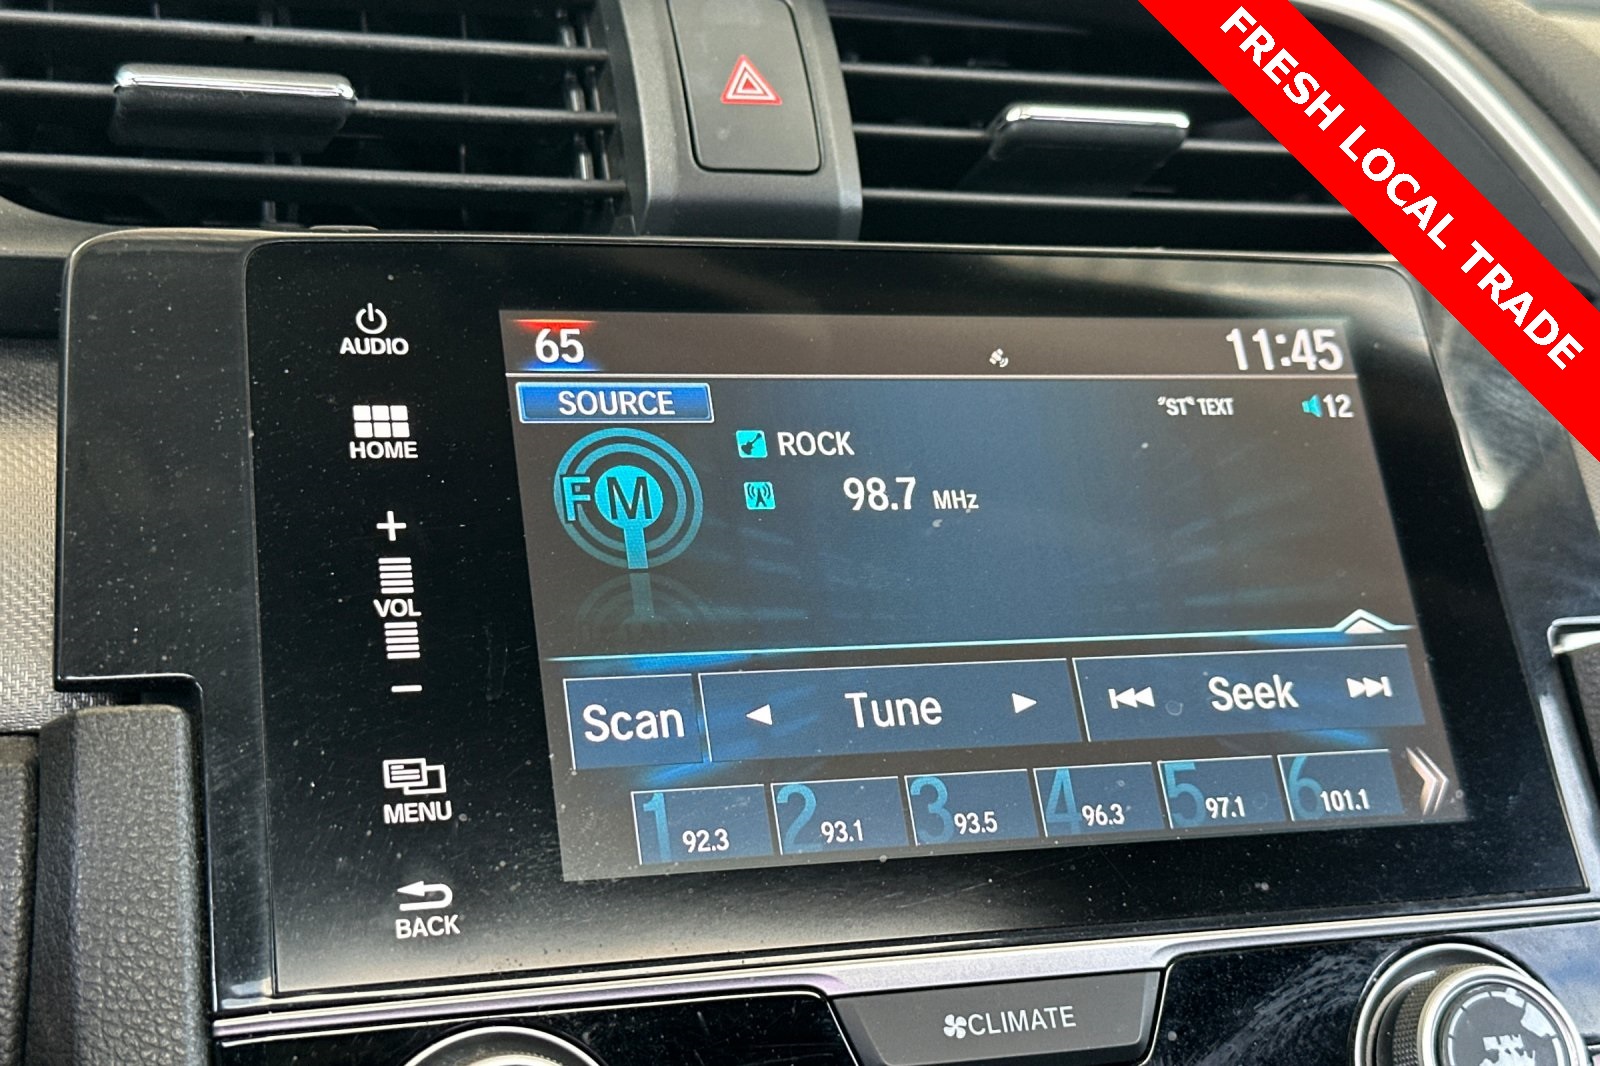 FRESH LOCAL TRADE
AUDIO
HOME
+
VOL
−
MENU
BACK
65
11:45
SOURCE
"ST" TEXT
12
FM
ROCK
98.7 MHz
Scan
Tune
Seek
1 92.3
2 93.1
3 93.5
4 96.3
5 97.1
6 101.1
CLIMATE